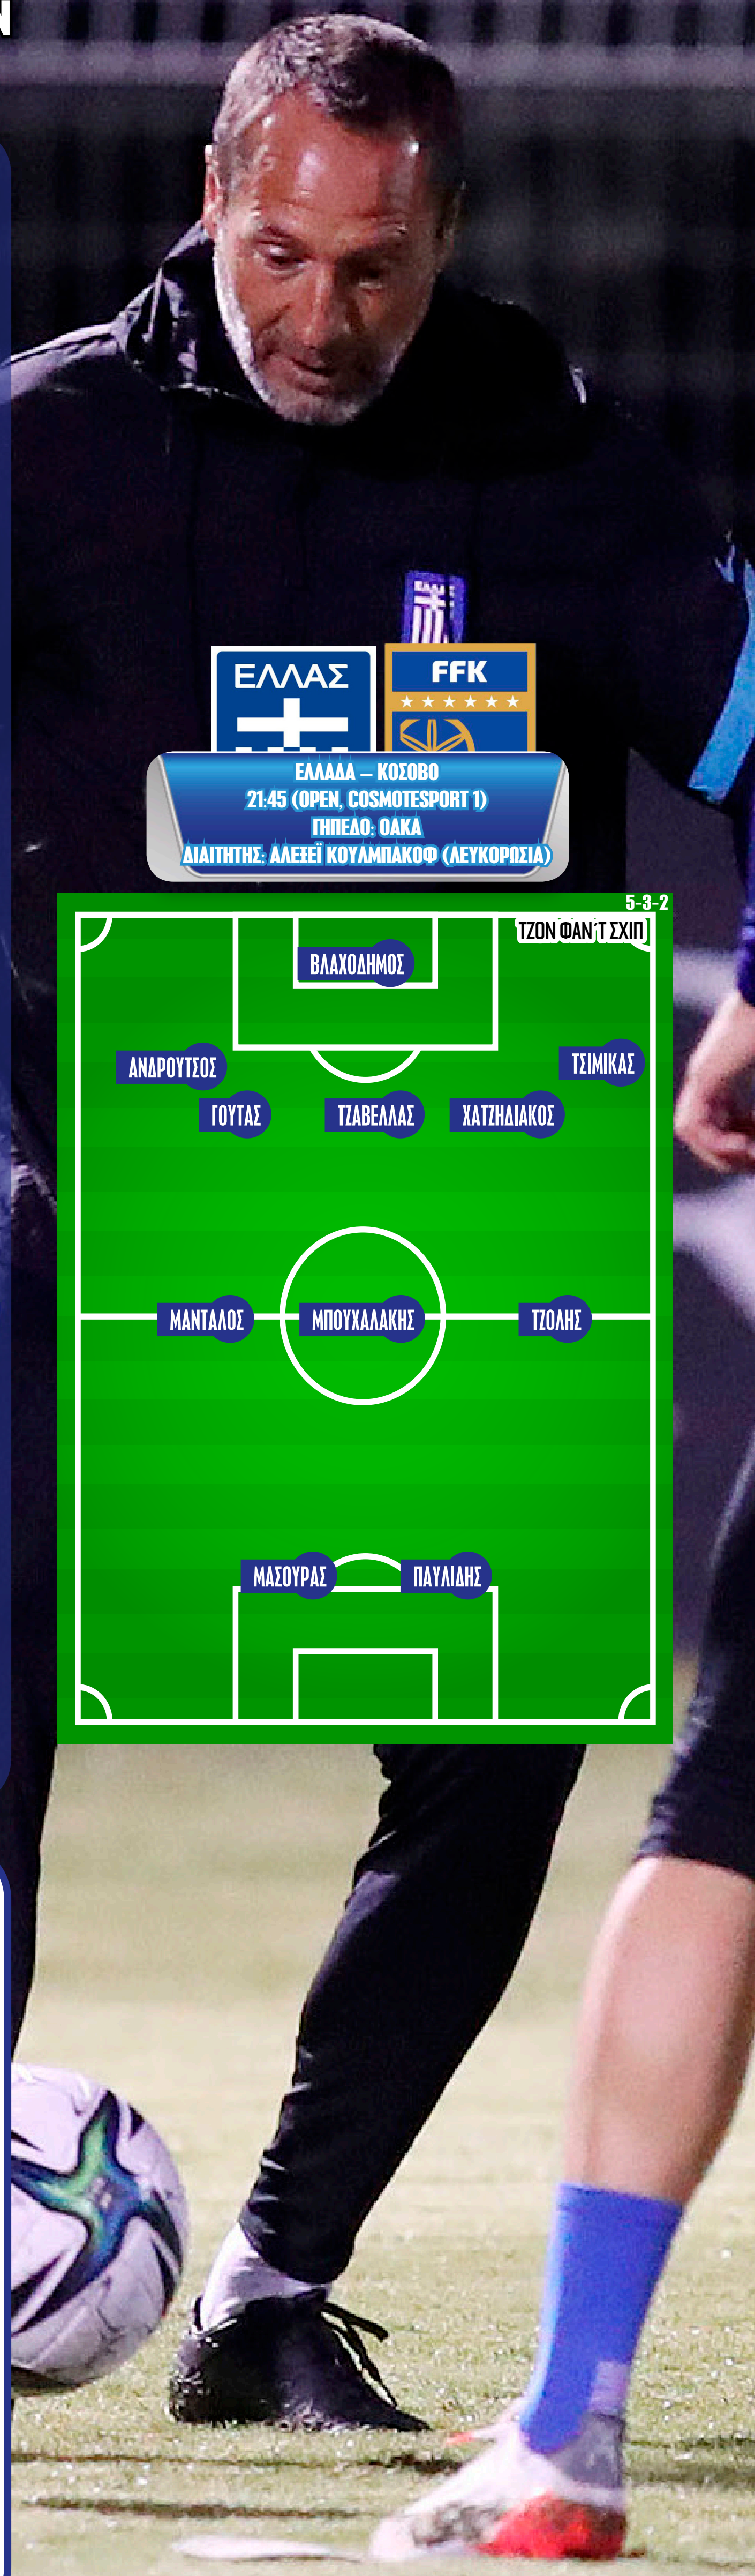 ΕΛΛΑΣ
FFK
ΕΛΛΑΔΑ – ΚΟΣΟΒΟ
21:45 (OPEN, COSMOTESPORT 1)
ΓΗΠΕΔΟ: ΟΑΚΑ
ΔΙΑΙΤΗΤΗΣ: ΑΛΕΞΕΪ ΚΟΥΛΜΠΑΚΟΦ (ΛΕΥΚΟΡΩΣΙΑ)
5-3-2
ΤΖΟΝ ΦΑΝ΄Τ ΣΧΙΠ
ΒΛΑΧΟΔΗΜΟΣ
ΑΝΔΡΟΥΤΣΟΣ
ΤΣΙΜΙΚΑΣ
ΓΟΥΤΑΣ
ΤΖΑΒΕΛΛΑΣ
ΧΑΤΖΗΔΙΑΚΟΣ
ΜΑΝΤΑΛΟΣ
ΜΠΟΥΧΑΛΑΚΗΣ
ΤΖΟΛΗΣ
ΜΑΣΟΥΡΑΣ
ΠΑΥΛΙΔΗΣ